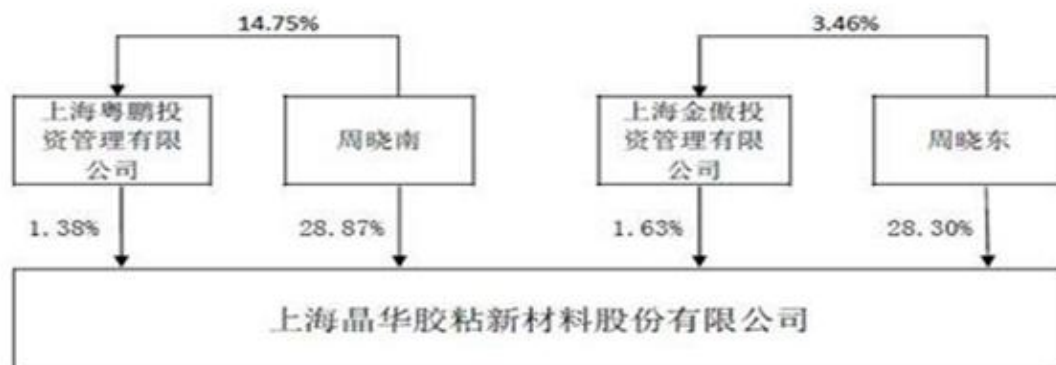 14.75%
3.46%
上海粤鹏投
资管理有限
公司
周晓南
上海金傲投
资管理有限
公司
周晓东
1.38%
28.87%
1.63%
28.30%
上海晶华胶粘新材料股份有限公司